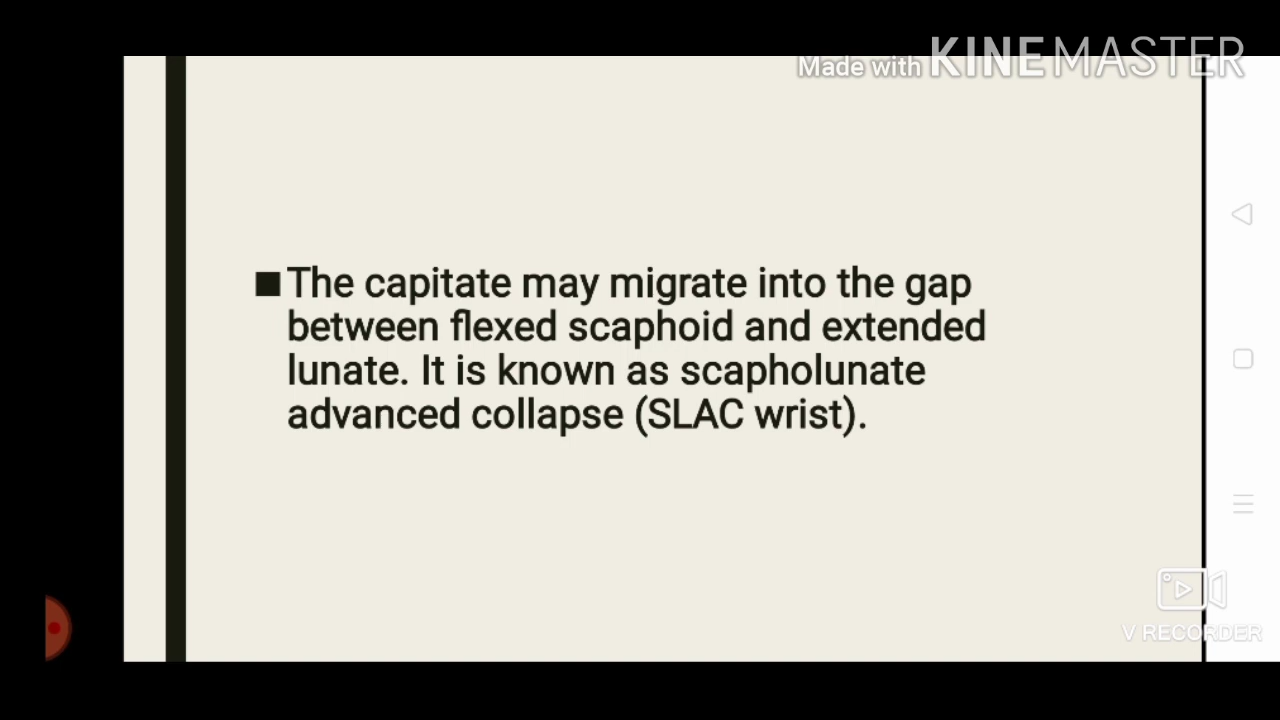 Made with KINEMASTER
■ The capitate may migrate into the gap
between flexed scaphoid and extended
lunate. It is known as scapholunate
advanced collapse (SLAC wrist).
V RECORDER